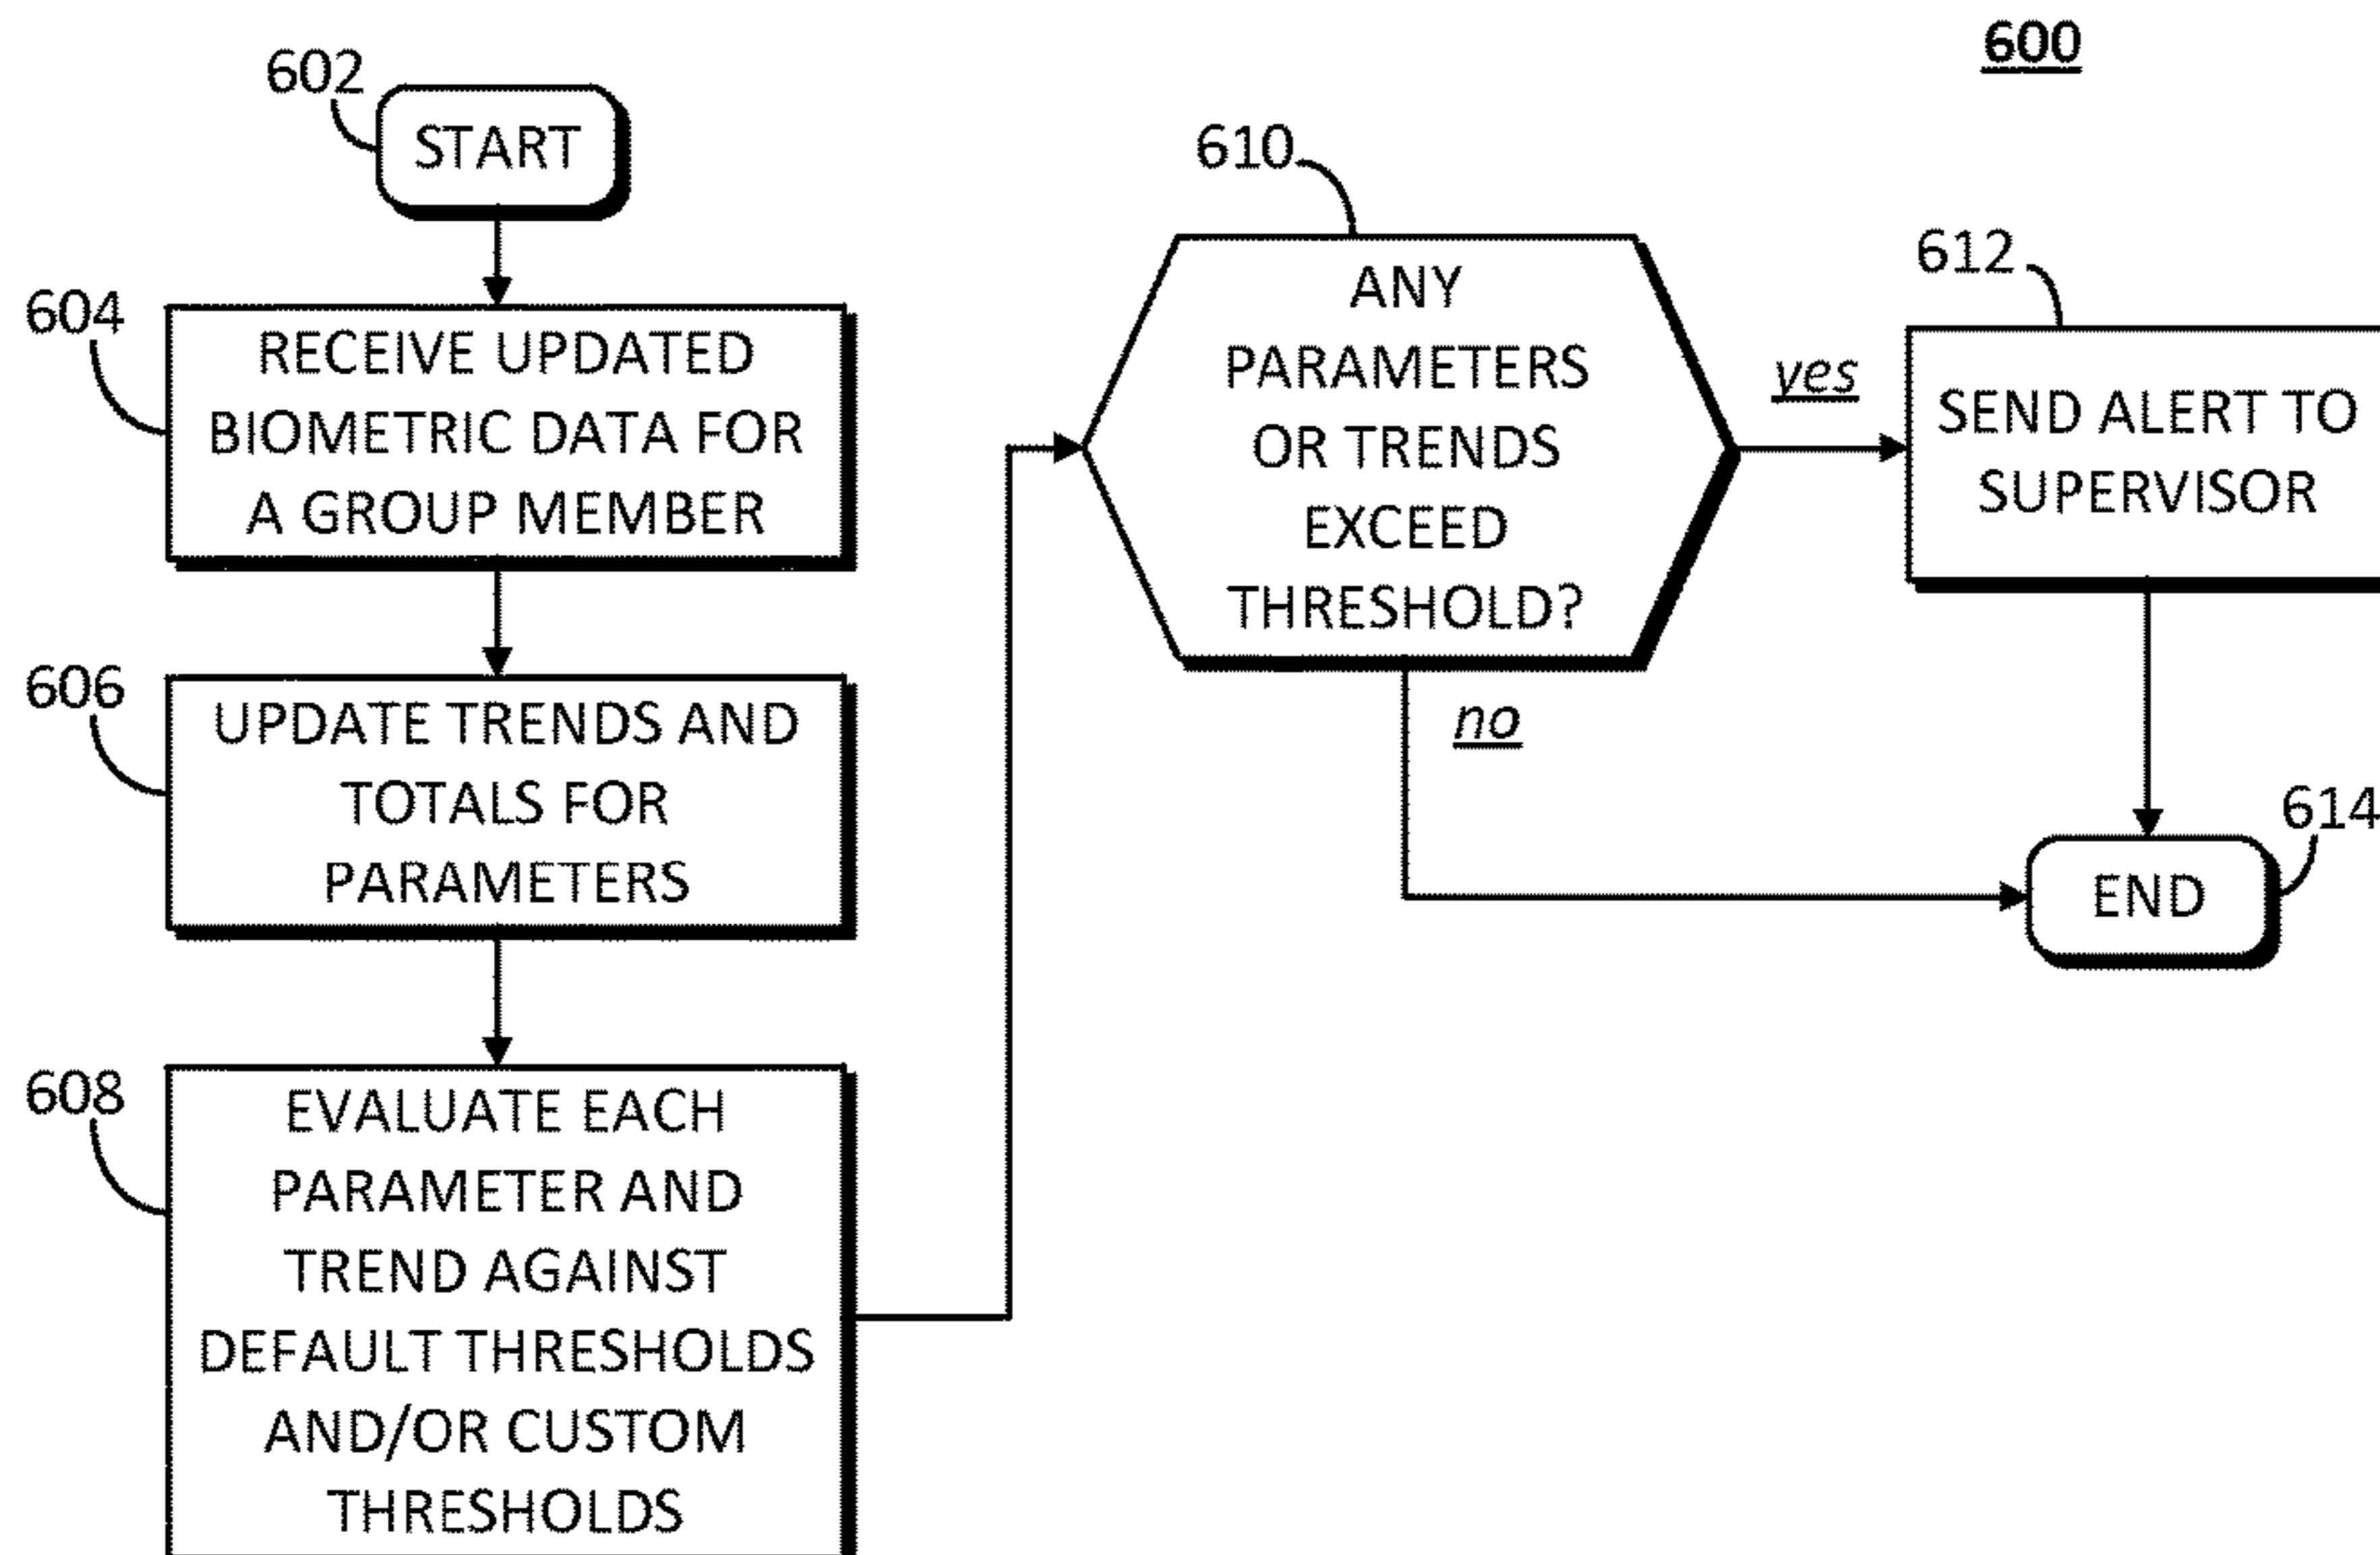 600
602
START
604
RECEIVE UPDATED
BIOMETRIC DATA FOR
A GROUP MEMBER
606
UPDATE TRENDS AND
TOTALS FOR
PARAMETERS
608
EVALUATE EACH
PARAMETER AND
TREND AGAINST
DEFAULT THRESHOLDS
AND/OR CUSTOM
THRESHOLDS
610
ANY
PARAMETERS
OR TRENDS
EXCEED
THRESHOLD?
yes
no
612
SEND ALERT TO
SUPERVISOR
614
END